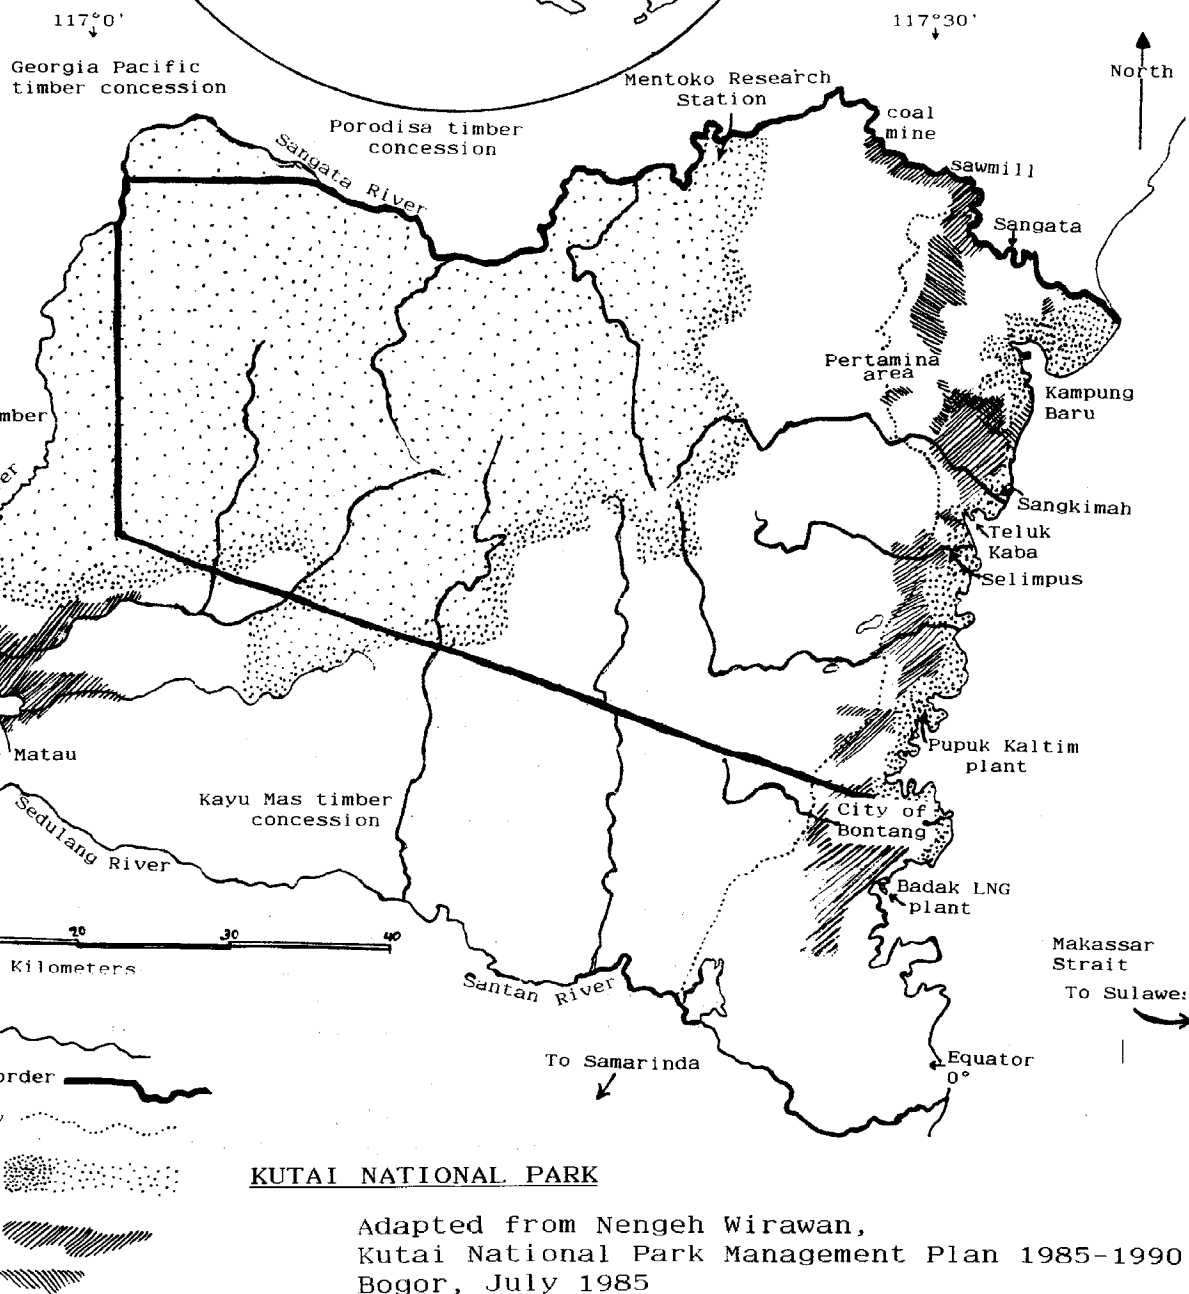 117°0'
117°30'
Georgia Pacific
timber concession
North
Mentoko Research
Station
coal
mine
Porodisa timber
concession
Sangata River
sawmill
Sangata
Pertamina
area
Kampung
Baru
Sangkimah
Teluk
Kaba
Selimpus
Matau
Pupuk Kaltim
plant
Kayu Mas timber
concession
City of
Bontang
Sedulang River
Badak LNG
plant
20 30 40
Kilometers
Makassar
Strait
To Sulawes
Santan River
To Samarinda
Equator
0°
KUTAI NATIONAL PARK
Adapted from Nengeh Wirawan,
Kutai National Park Management Plan 1985-1990
Bogor, July 1985